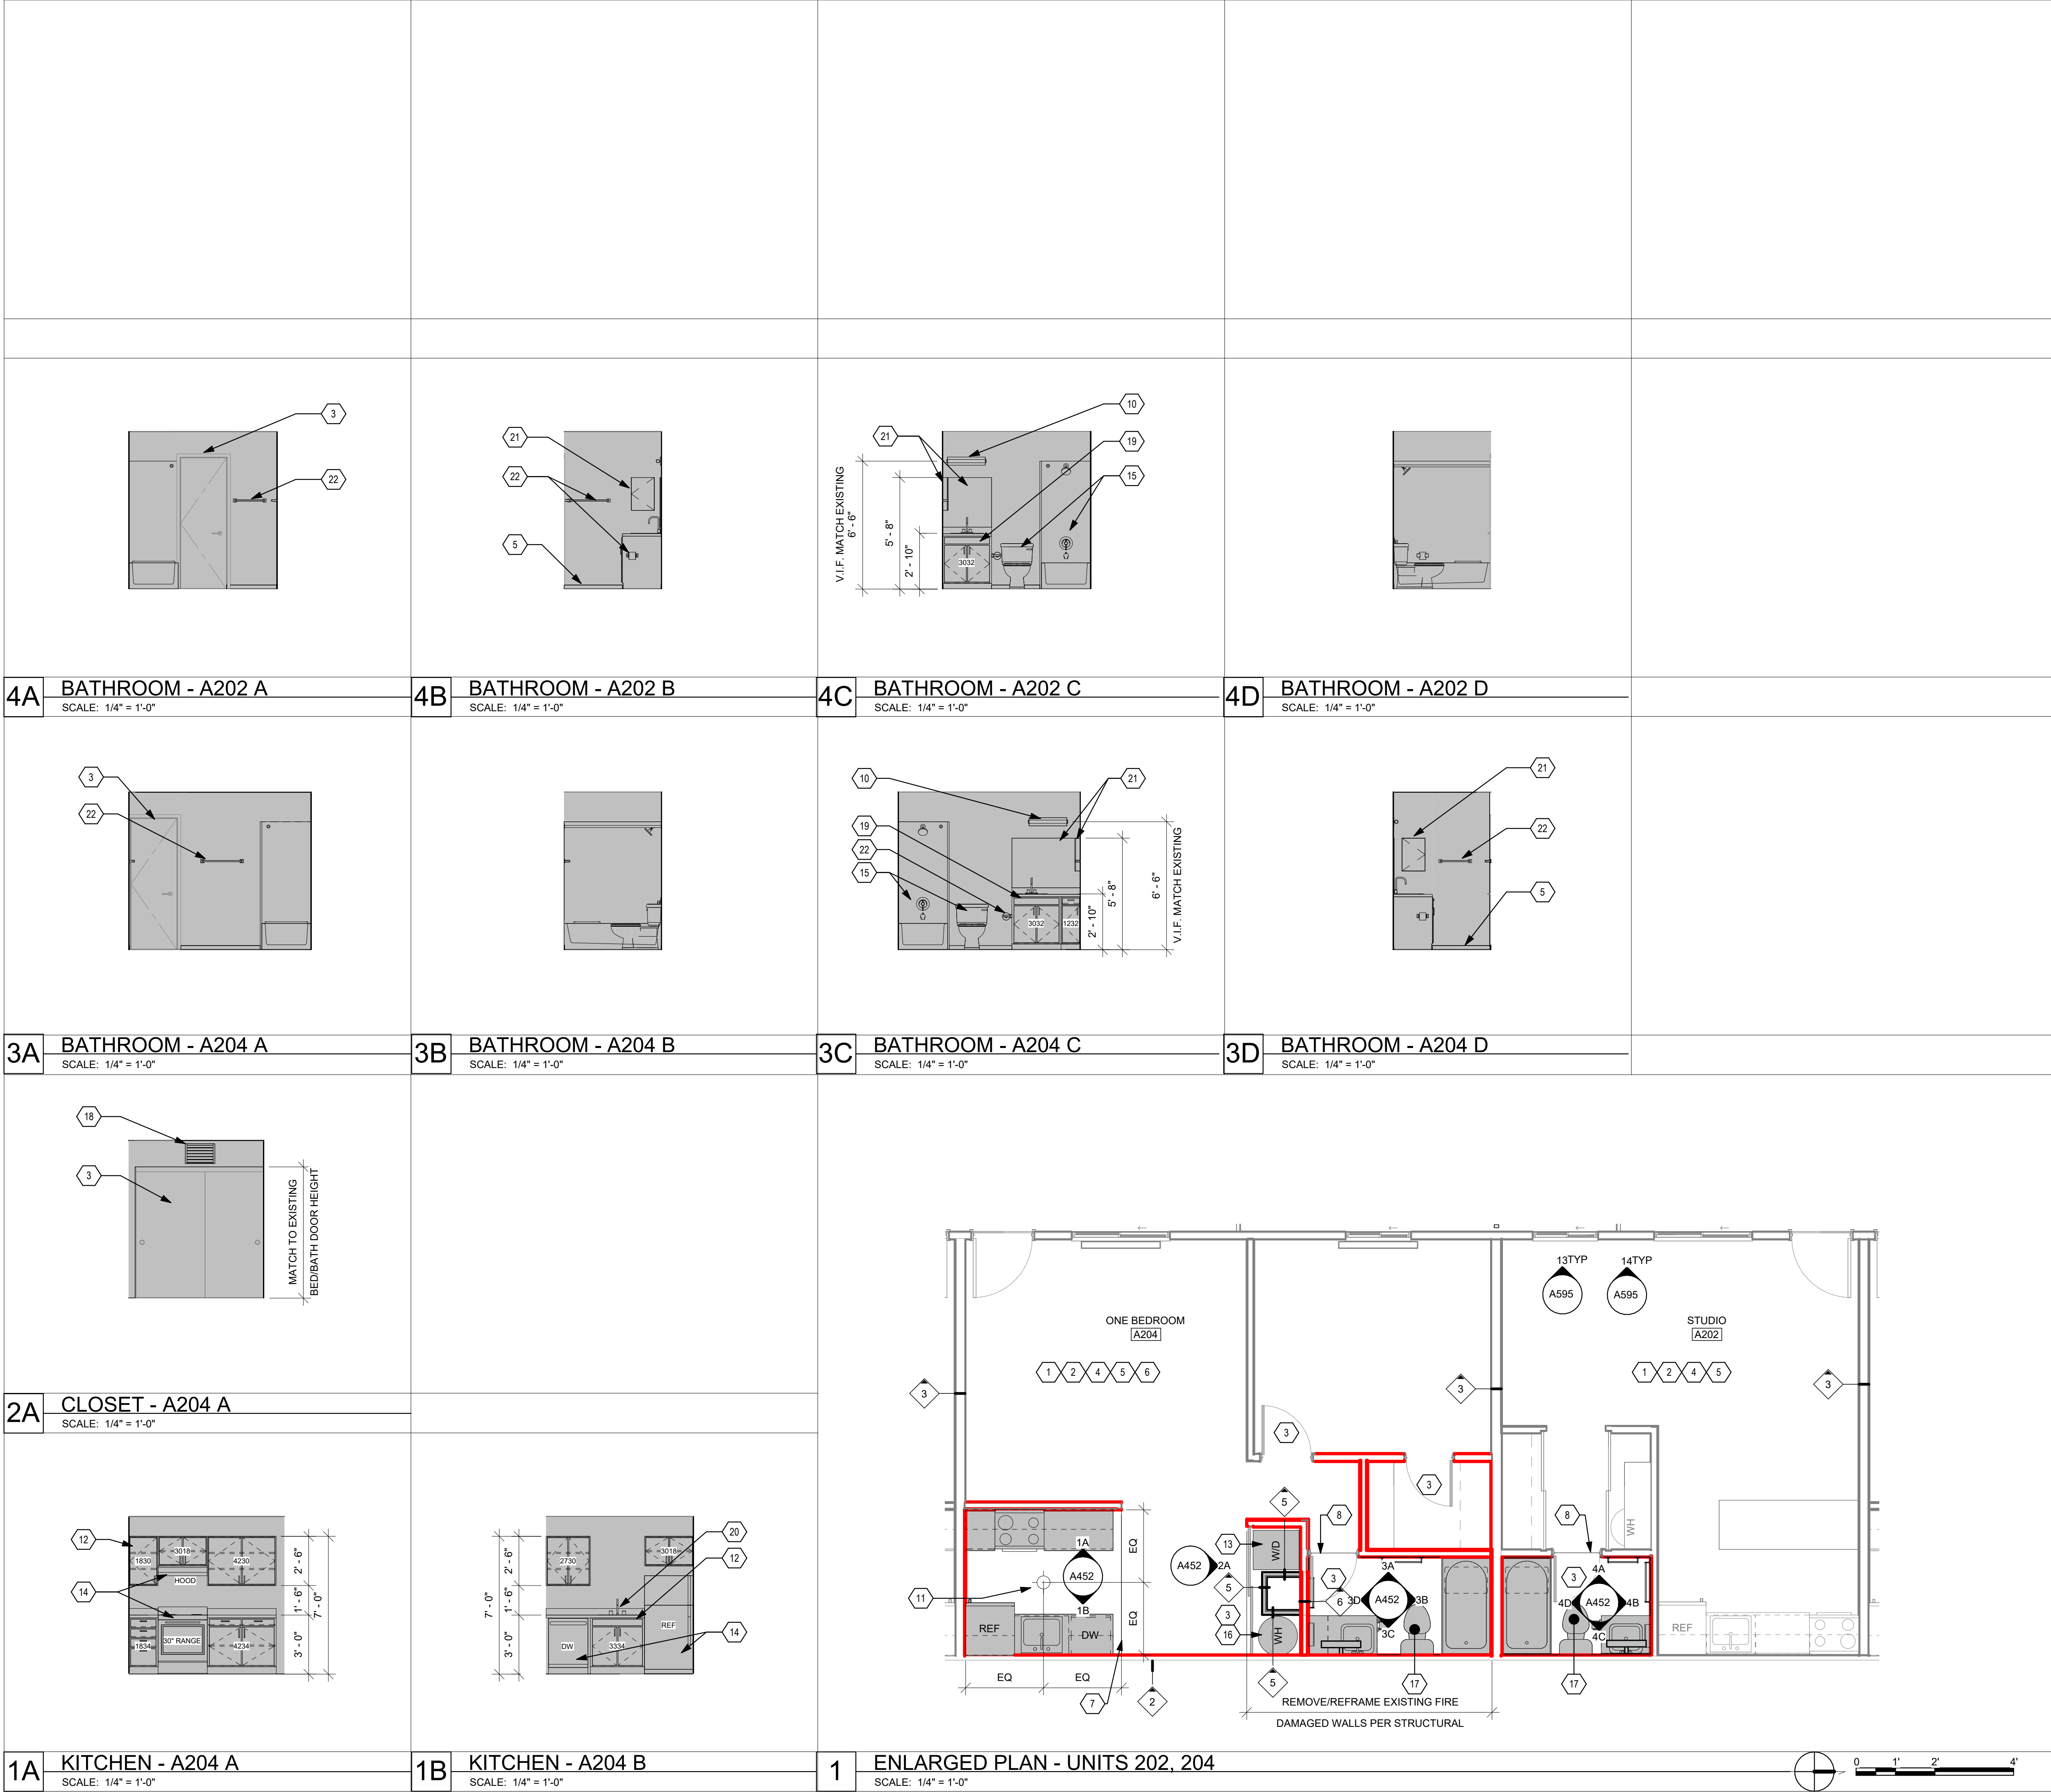 3
22
21
22
5
21
10
19
15
V.I.F. MATCH EXISTING
6' - 6"
5' - 8"
2' - 10"
3032
4A BATHROOM - A202 A
SCALE: 1/4" = 1'-0"
4B BATHROOM - A202 B
SCALE: 1/4" = 1'-0"
4C BATHROOM - A202 C
SCALE: 1/4" = 1'-0"
4D BATHROOM - A202 D
SCALE: 1/4" = 1'-0"
3
22
10
19
22
15
21
3032
1232
2' - 10"
5' - 8"
6' - 6"
V.I.F. MATCH EXISTING
21
22
5
3A BATHROOM - A204 A
SCALE: 1/4" = 1'-0"
3B BATHROOM - A204 B
SCALE: 1/4" = 1'-0"
3C BATHROOM - A204 C
SCALE: 1/4" = 1'-0"
3D BATHROOM - A204 D
SCALE: 1/4" = 1'-0"
18
3
MATCH TO EXISTING
BED/BATH DOOR HEIGHT
2A CLOSET - A204 A
SCALE: 1/4" = 1'-0"
12
14
1830
3018
4230
HOOD
1834
30" RANGE
4234
2' - 6"
1' - 6"
3' - 0"
7' - 0"
1A KITCHEN - A204 A
SCALE: 1/4" = 1'-0"
7' - 0"
2' - 6"
1' - 6"
3' - 0"
2730
3018
DW
3334
REF
20
12
14
1B KITCHEN - A204 B
SCALE: 1/4" = 1'-0"
13TYP
A595
14TYP
A595
ONE BEDROOM
A204
1 2 4 5 6
STUDIO
A202
1 2 4 5
3
3
3
3
3
5
8
8
WH
13
W/D
1A
A452
1B
EQ
EQ
A452 2A
5
11
3
16
WH
6
3
3A
3D A452 3B
3C
3
4A
4D A452 4B
4C
REF
DW
REF
EQ
EQ
7
2
5
17
17
REMOVE/REFRAME EXISTING FIRE
DAMAGED WALLS PER STRUCTURAL
1 ENLARGED PLAN - UNITS 202, 204
SCALE: 1/4" = 1'-0"
0 1' 2' 4'